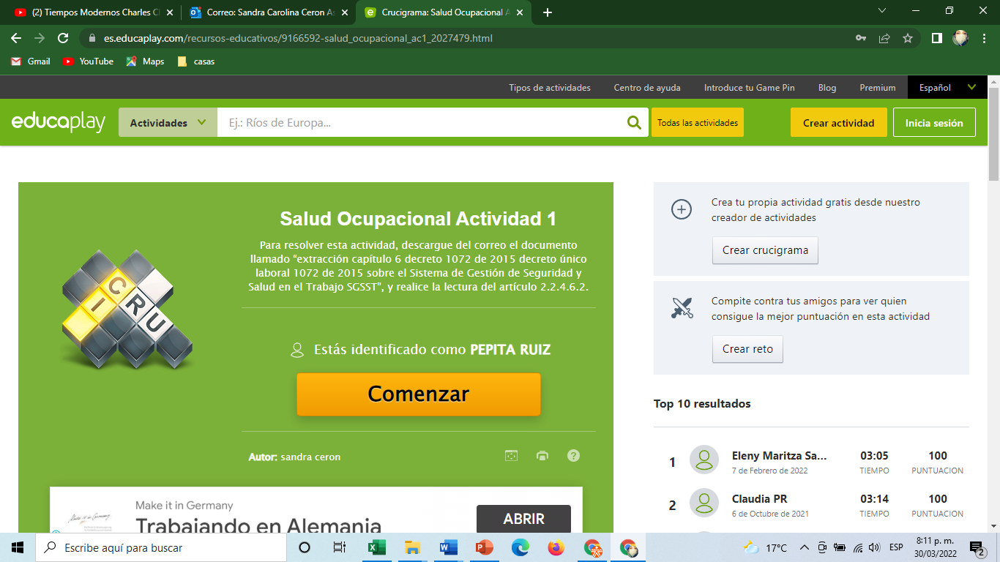 (2) Tiempos Modernos Charles C
Correo: Sandra Carolina Ceron As
Crucigrama: Salud Ocupacional A
es.educaplay.com/recursos-educativos/9166592-salud_ocupacional_ac1_2027479.html
Gmail YouTube Maps casas
Tipos de actividades Centro de ayuda Introduce tu Game Pin Blog Premium Español
educaplay Actividades Ej.: Ríos de Europa... Todas las actividades Crear actividad Inicia sesión
Salud Ocupacional Actividad 1
Para resolver esta actividad, descargue del correo el documento
llamado “extracción capítulo 6 decreto 1072 de 2015 decreto único
laboral 1072 de 2015 sobre el Sistema de Gestión de Seguridad y
Salud en el Trabajo SGSST”, y realice la lectura del artículo 2.2.4.6.2.
CRU
I
Estás identificado como PEPITA RUIZ
Comenzar
Autor: sandra ceron
?
Make it in Germany
Trabajando en Alemania
ABRIR
Crea tu propia actividad gratis desde nuestro
creador de actividades
Crear crucigrama
Compite contra tus amigos para ver quien
consigue la mejor puntuación en esta actividad
Crear reto
Top 10 resultados
1 Eleny Maritza Sa... 03:05 100
7 de Febrero de 2022 TIEMPO PUNTUACION
2 Claudia PR 03:14 100
6 de Octubre de 2021 TIEMPO PUNTUACION
Escribe aquí para buscar
17°C ESP 8:11 p. m.
30/03/2022
2